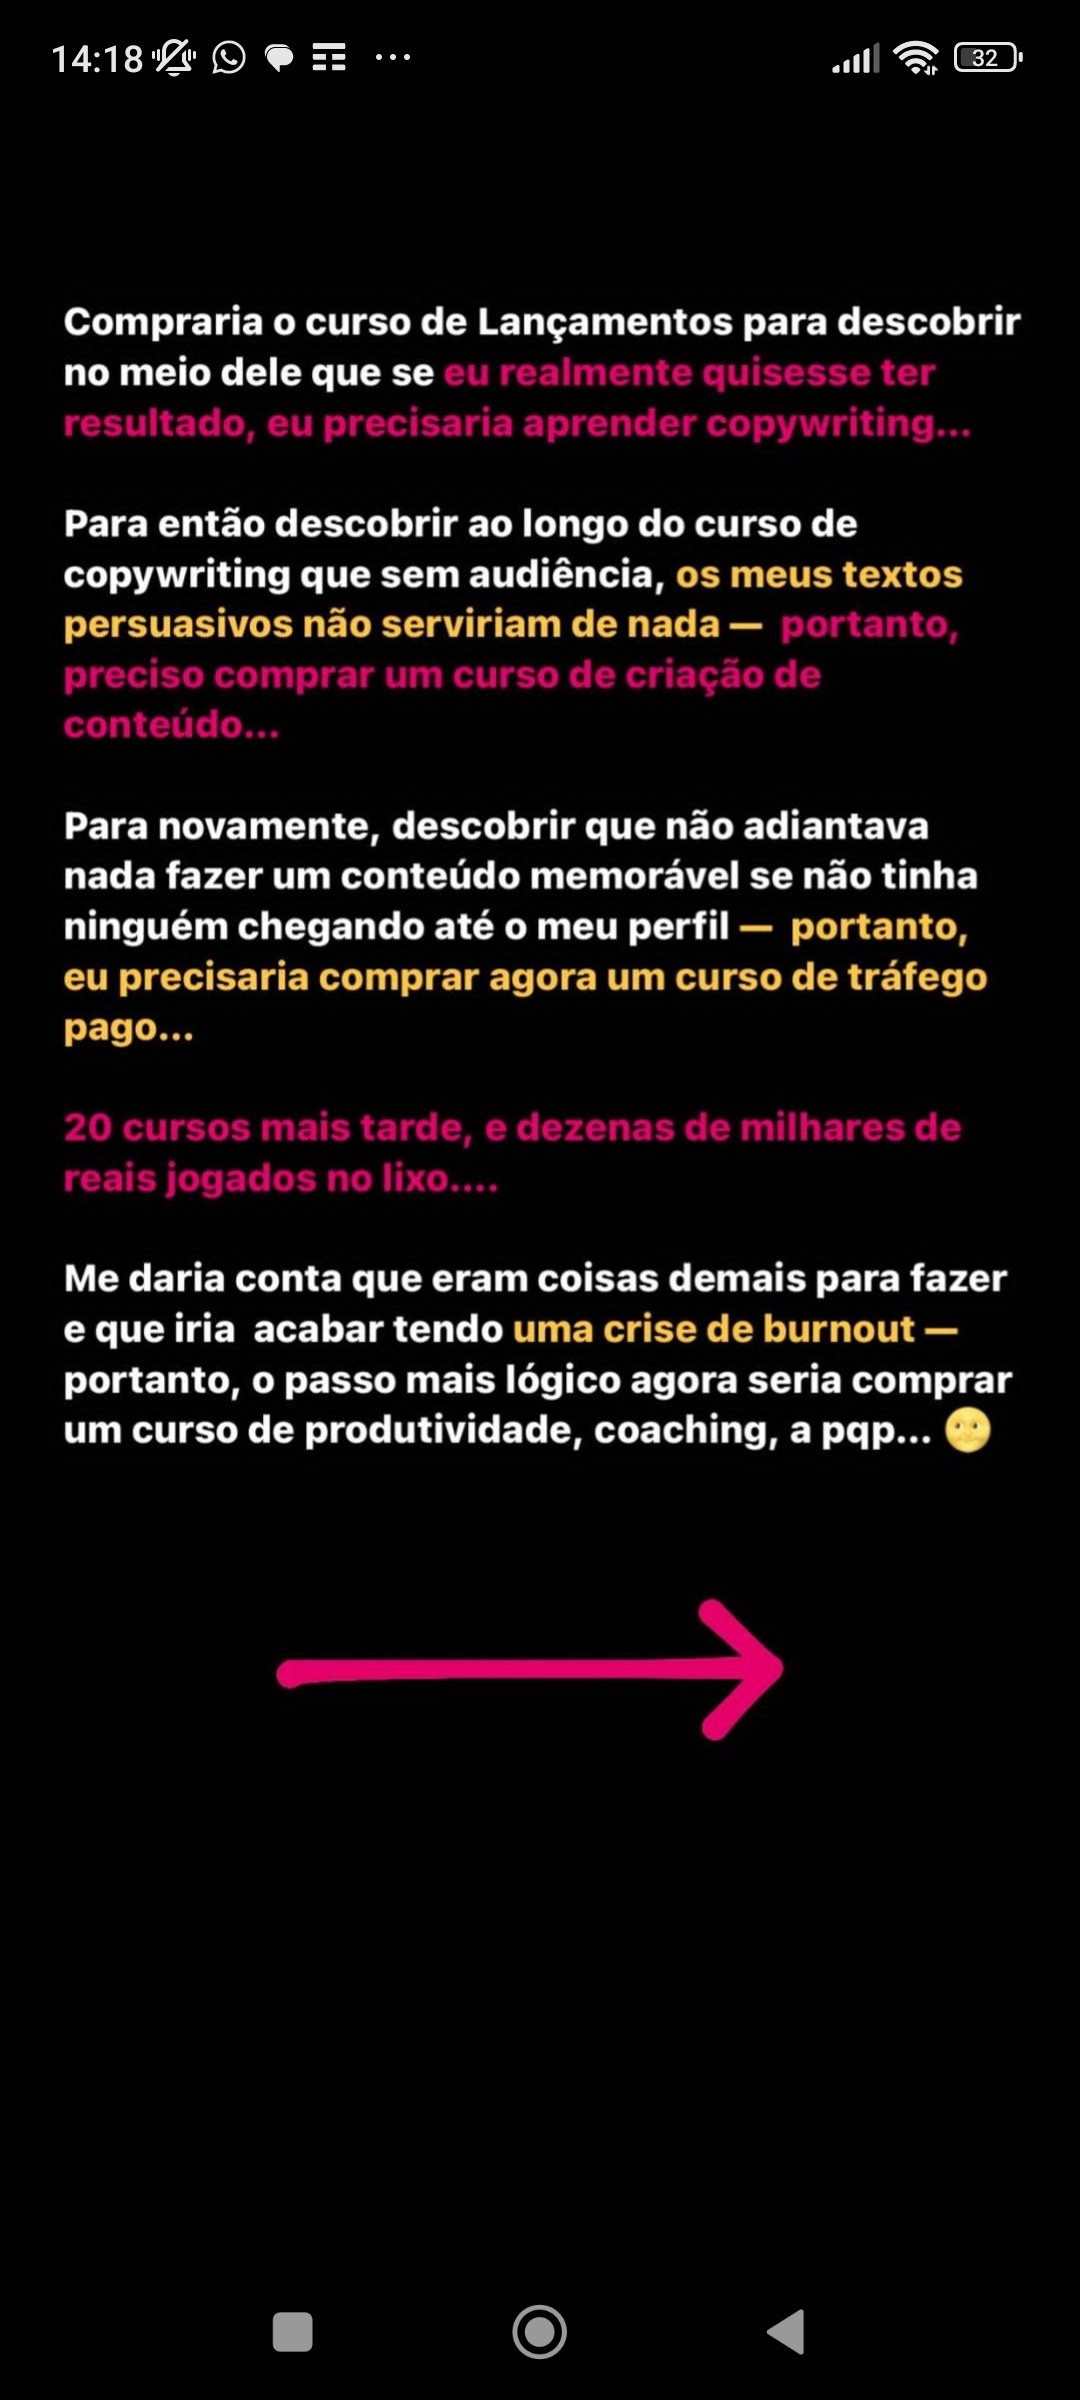 14:18
32
Compraria o curso de Lançamentos para descobrir
no meio dele que se eu realmente quisesse ter
resultado, eu precisaria aprender copywriting...
Para então descobrir ao longo do curso de
copywriting que sem audiência, os meus textos
persuasivos não serviriam de nada — portanto,
preciso comprar um curso de criação de
conteúdo...
Para novamente, descobrir que não adiantava
nada fazer um conteúdo memorável se não tinha
ninguém chegando até o meu perfil — portanto,
eu precisaria comprar agora um curso de tráfego
pago...
20 cursos mais tarde, e dezenas de milhares de
reais jogados no lixo....
Me daria conta que eram coisas demais para fazer
e que iria  acabar tendo uma crise de burnout —
portanto, o passo mais lógico agora seria comprar
um curso de produtividade, coaching, a pqp... 🌝